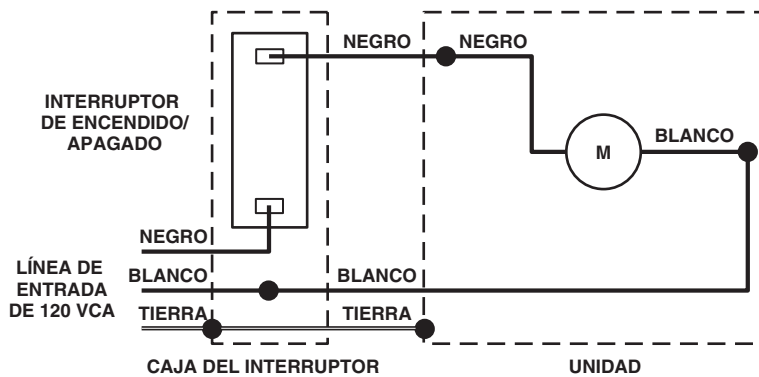 NEGRO
NEGRO
INTERRUPTOR
DE ENCENDIDO/
APAGADO
M
BLANCO
NEGRO
LÍNEA DE
ENTRADA
DE 120 VCA
BLANCO
BLANCO
TIERRA
TIERRA
CAJA DEL INTERRUPTOR
UNIDAD